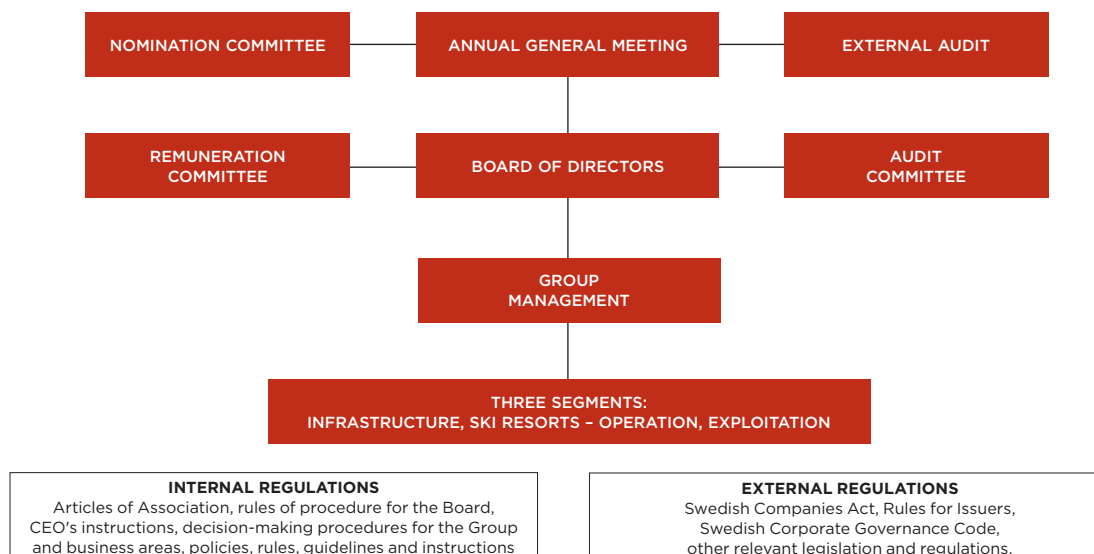 NOMINATION COMMITTEE
ANNUAL GENERAL MEETING
EXTERNAL AUDIT
REMUNERATION
COMMITTEE
BOARD OF DIRECTORS
AUDIT
COMMITTEE
GROUP
MANAGEMENT
THREE SEGMENTS:
INFRASTRUCTURE, SKI RESORTS – OPERATION, EXPLOITATION
INTERNAL REGULATIONS
Articles of Association, rules of procedure for the Board,
CEO's instructions, decision-making procedures for the Group
and business areas, policies, rules, guidelines and instructions
EXTERNAL REGULATIONS
Swedish Companies Act, Rules for Issuers,
Swedish Corporate Governance Code,
other relevant legislation and regulations.